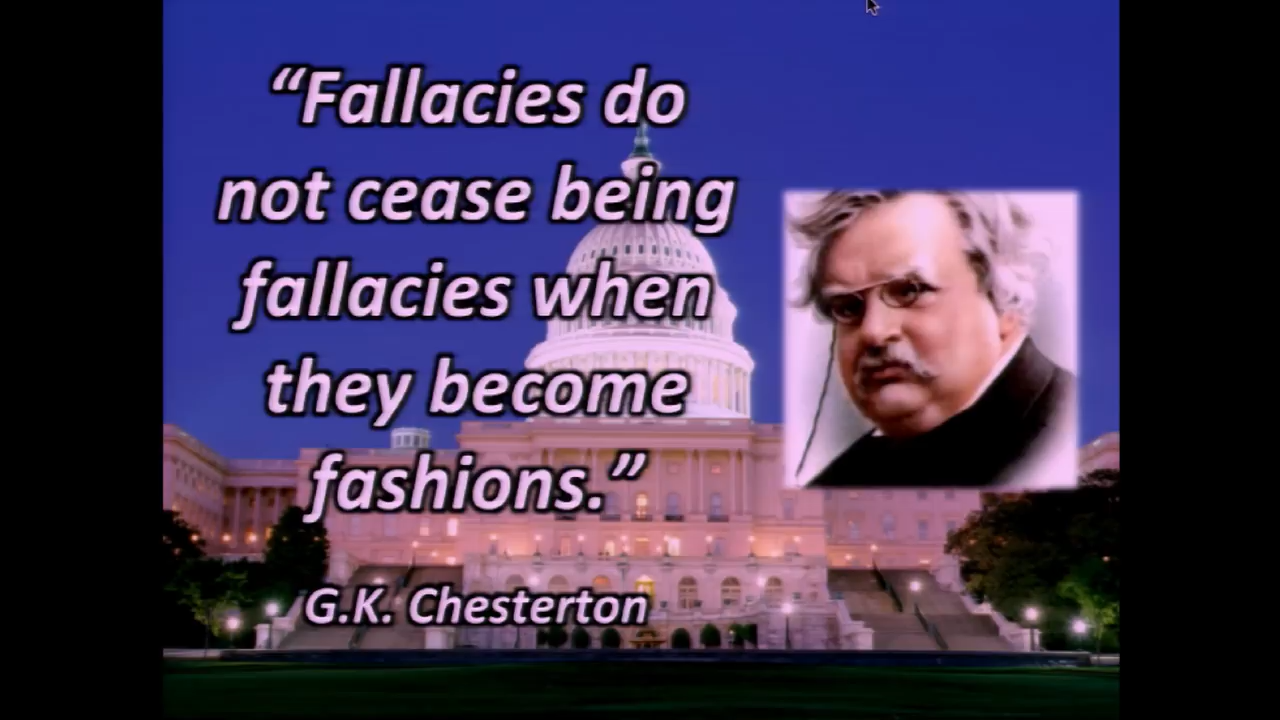 “Fallacies do
not cease being
fallacies when
they become
fashions.”
G.K. Chesterton